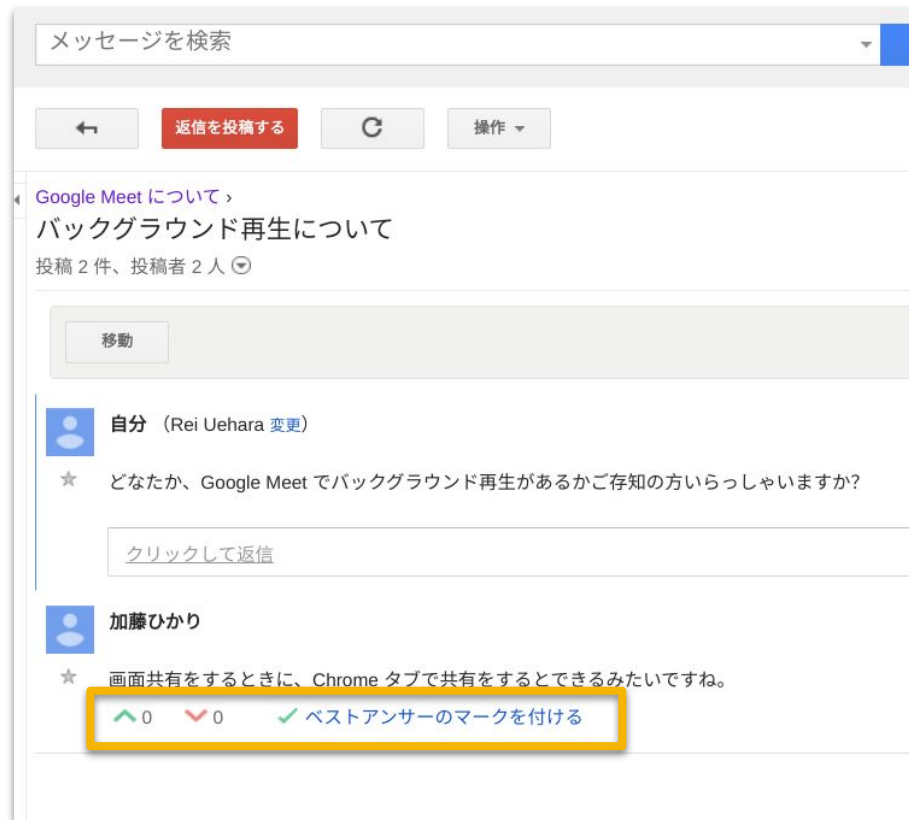 メッセージを検索
返信を投稿する
操作
Google Meet について ›
バックグラウンド再生について
投稿 2 件、投稿者 2 人
移動
自分 （Rei Uehara 変更）
どなたか、Google Meet でバックグラウンド再生があるかご存知の方いらっしゃいますか？
クリックして返信
加藤ひかり
画面共有をするときに、Chrome タブで共有をするとできるみたいですね。
0 0 ベストアンサーのマークを付ける